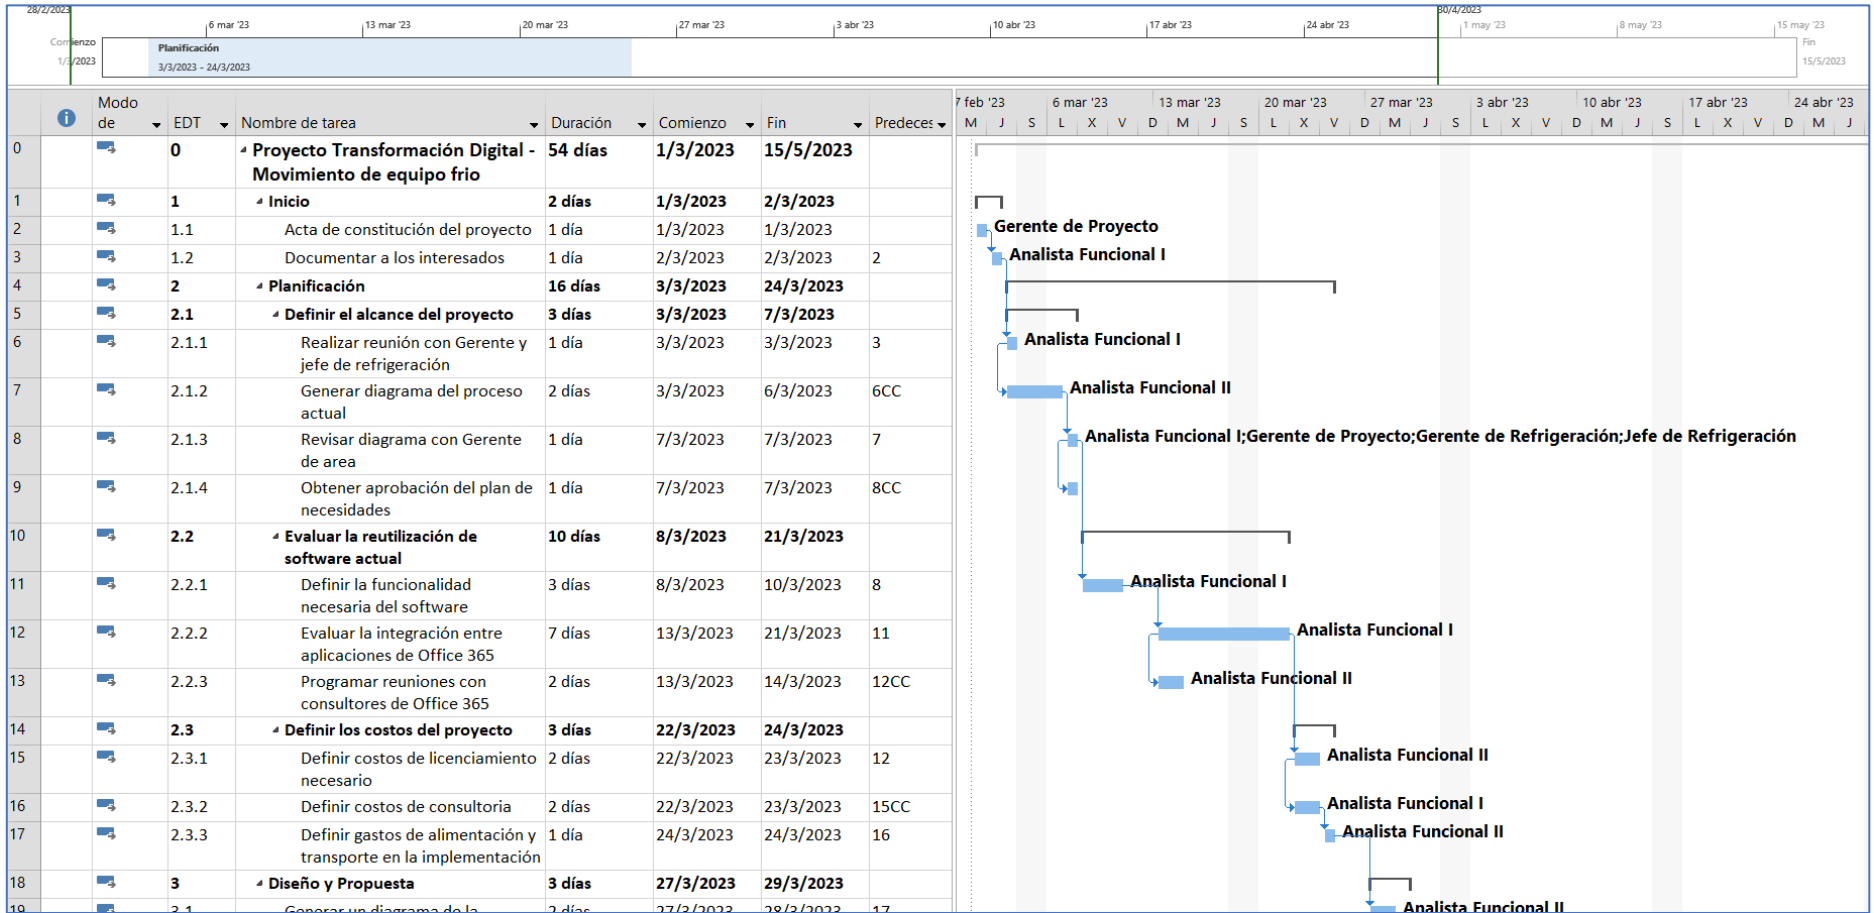 28/2/2023
30/4/2023
6 mar '23 13 mar '23 20 mar '23 27 mar '23 3 abr '23 10 abr '23 17 abr '23 24 abr '23 1 may '23 8 may '23 15 may '23
Comienzo
1/3/2023
Planificación
3/3/2023 - 24/3/2023
Fin
15/5/2023
Modo de EDT Nombre de tarea Duración Comienzo Fin Predeces
7 feb '23 6 mar '23 13 mar '23 20 mar '23 27 mar '23 3 abr '23 10 abr '23 17 abr '23 24 abr '23
M J S L X V D M J S L X V D M J S L X V D M J S L X V D M J
0 0 Proyecto Transformación Digital - 54 días 1/3/2023 15/5/2023
Movimiento de equipo frio
1 1 Inicio 2 días 1/3/2023 2/3/2023
2 1.1 Acta de constitución del proyecto 1 día 1/3/2023 1/3/2023 Gerente de Proyecto
3 1.2 Documentar a los interesados 1 día 2/3/2023 2/3/2023 2 Analista Funcional I
4 2 Planificación 16 días 3/3/2023 24/3/2023
5 2.1 Definir el alcance del proyecto 3 días 3/3/2023 7/3/2023
6 2.1.1 Realizar reunión con Gerente y 1 día 3/3/2023 3/3/2023 3 Analista Funcional I
jefe de refrigeración
7 2.1.2 Generar diagrama del proceso 2 días 3/3/2023 6/3/2023 6CC Analista Funcional II
actual
8 2.1.3 Revisar diagrama con Gerente 1 día 7/3/2023 7/3/2023 7 Analista Funcional I;Gerente de Proyecto;Gerente de Refrigeración;Jefe de Refrigeración
de area
9 2.1.4 Obtener aprobación del plan de 1 día 7/3/2023 7/3/2023 8CC
necesidades
10 2.2 Evaluar la reutilización de 10 días 8/3/2023 21/3/2023
software actual
11 2.2.1 Definir la funcionalidad 3 días 8/3/2023 10/3/2023 8 Analista Funcional I
necesaria del software
12 2.2.2 Evaluar la integración entre 7 días 13/3/2023 21/3/2023 11 Analista Funcional I
aplicaciones de Office 365
13 2.2.3 Programar reuniones con 2 días 13/3/2023 14/3/2023 12CC Analista Funcional II
consultores de Office 365
14 2.3 Definir los costos del proyecto 3 días 22/3/2023 24/3/2023
15 2.3.1 Definir costos de licenciamiento 2 días 22/3/2023 23/3/2023 12 Analista Funcional II
necesario
16 2.3.2 Definir costos de consultoria 2 días 22/3/2023 23/3/2023 15CC Analista Funcional I
17 2.3.3 Definir gastos de alimentación y 1 día 24/3/2023 24/3/2023 16 Analista Funcional II
transporte en la implementación
18 3 Diseño y Propuesta 3 días 27/3/2023 29/3/2023
19 3.1 Generar un diagrama de la 2 días 27/3/2023 28/3/2023 17 Analista Funcional II